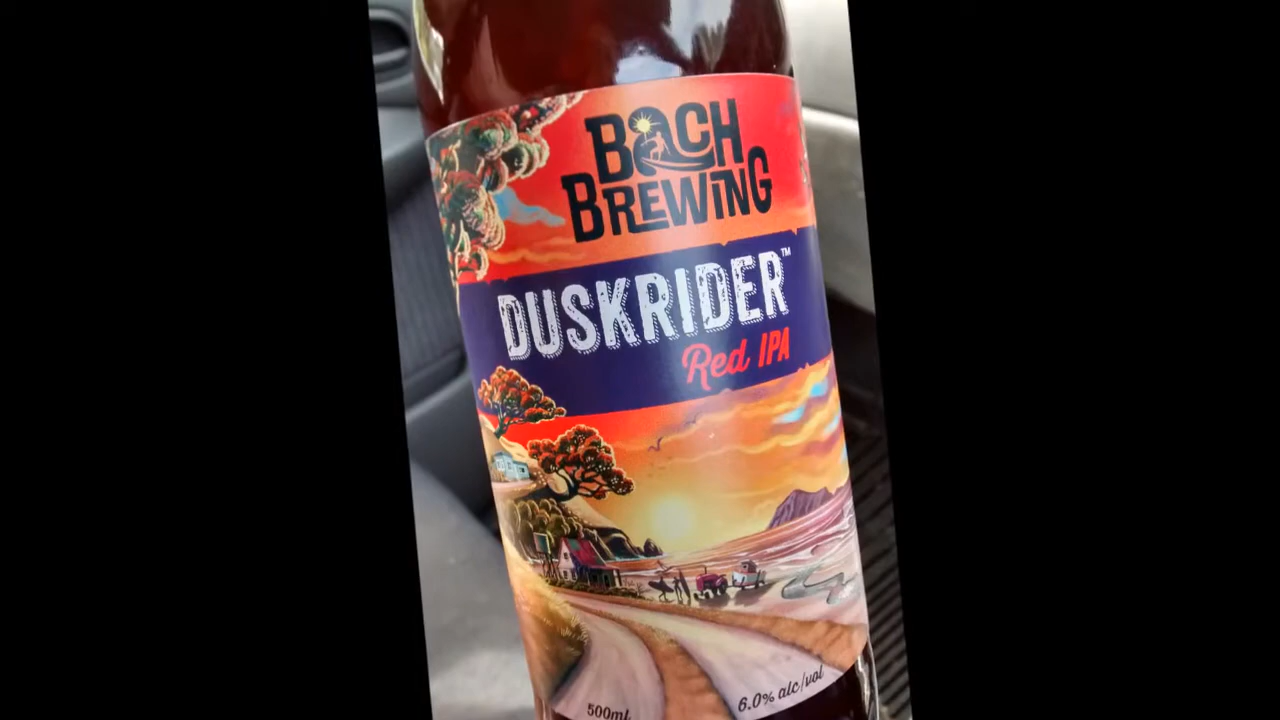 BACH
BREWING
DUSKRIDER™
Red IPA
500ml
6.0% alc/vol